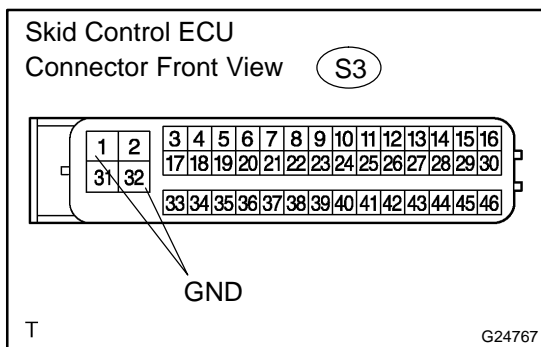 Skid Control ECU
Connector Front View S3
1 2 3 4 5 6 7 8 9 10 11 12 13 14 15 16
31 32 17 18 19 20 21 22 23 24 25 26 27 28 29 30
33 34 35 36 37 38 39 40 41 42 43 44 45 46
GND
T G24767